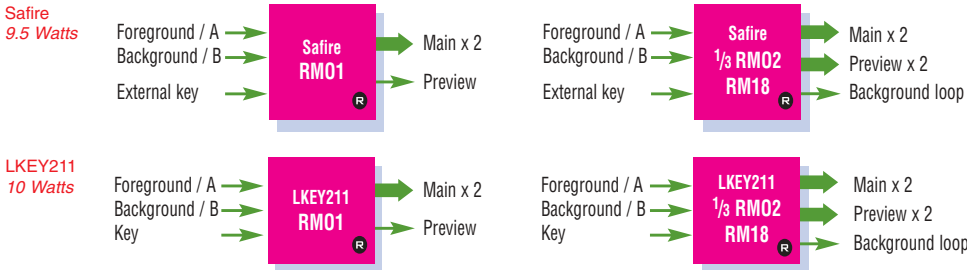 Safire
9.5 Watts
Foreground / A
Background / B
External key
Safire
RM01
R
Main x 2
Preview
Foreground / A
Background / B
External key
Safire
1/3 RM02
RM18
R
Main x 2
Preview x 2
Background loop
LKEY211
10 Watts
Foreground / A
Background / B
Key
LKEY211
RM01
R
Main x 2
Preview
Foreground / A
Background / B
Key
LKEY211
1/3 RM02
RM18
R
Main x 2
Preview x 2
Background loop